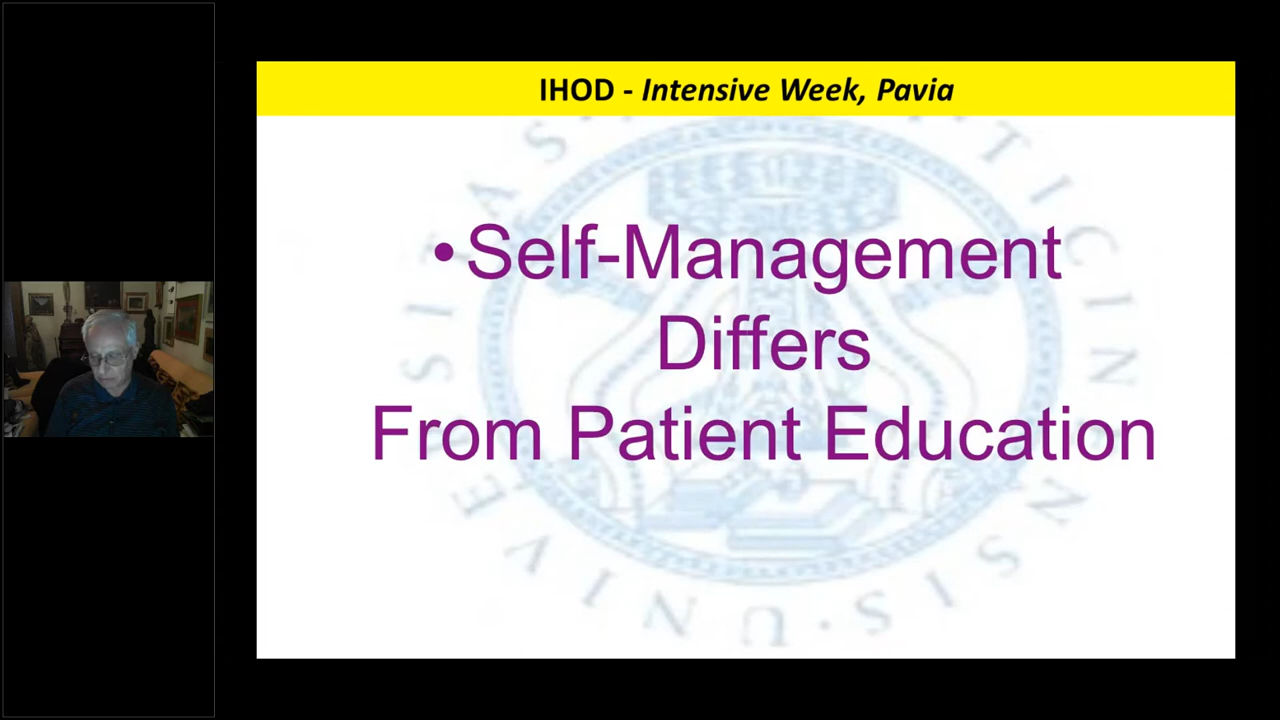 IHOD - Intensive Week, Pavia
•Self-Management
Differs
From Patient Education